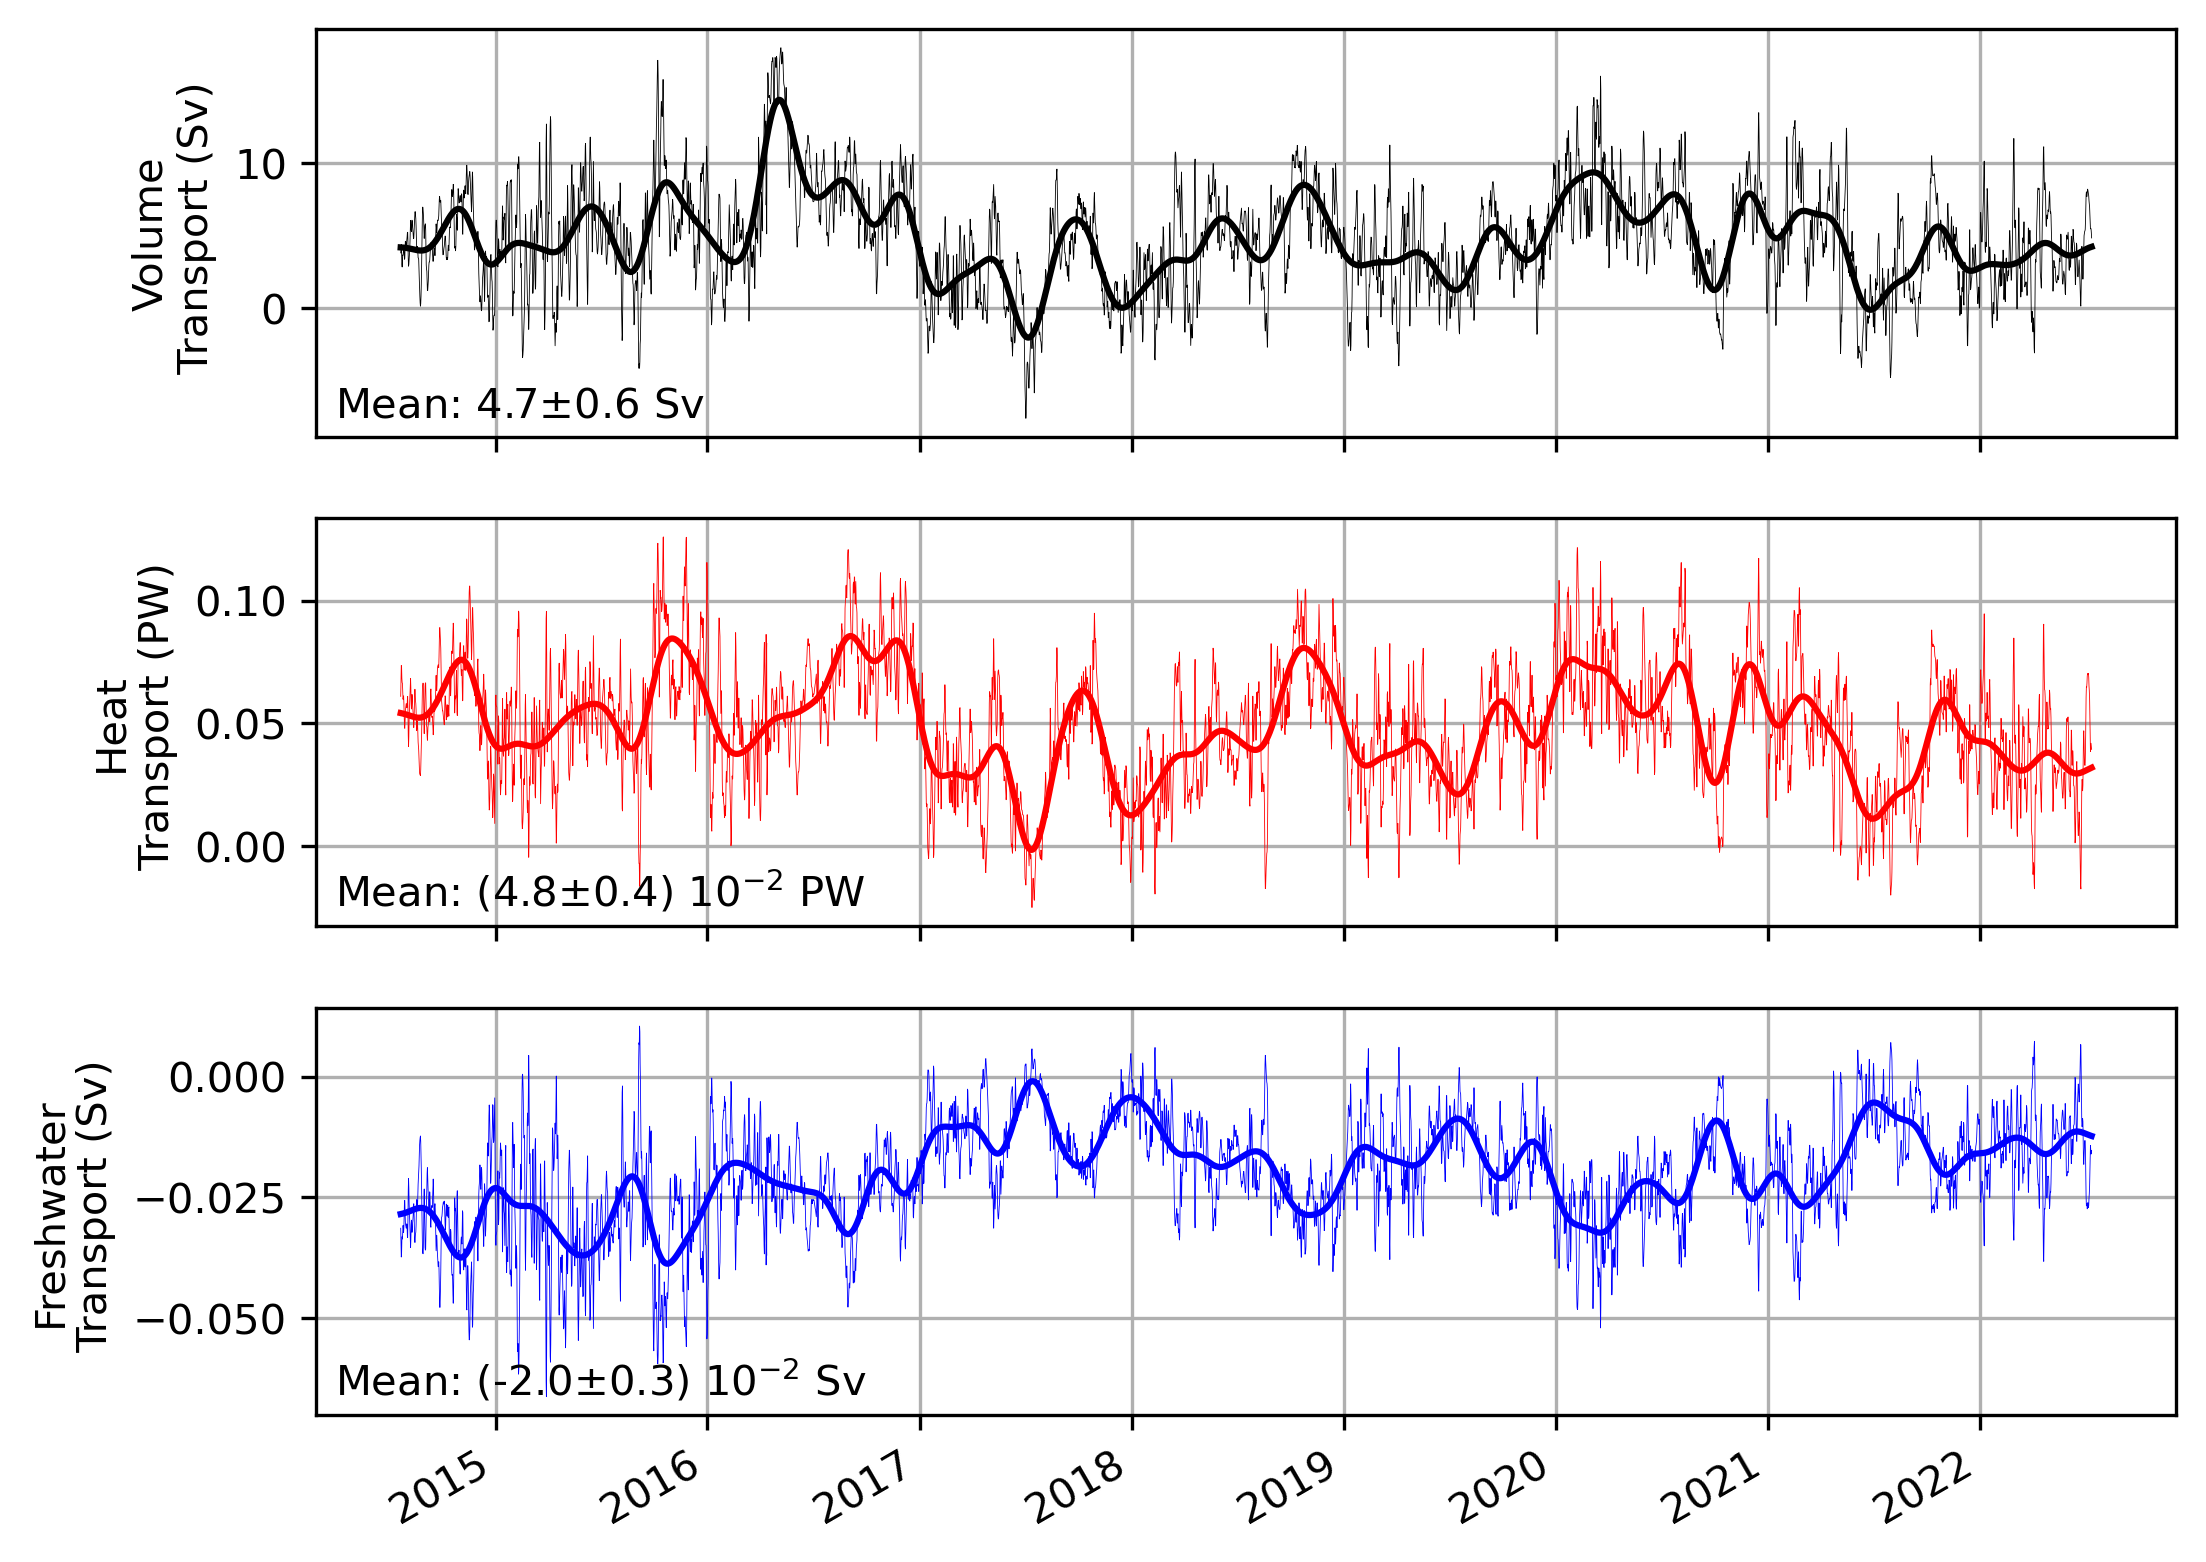 Volume
Transport (Sv)
10
0
Mean: 4.7±0.6 Sv
Heat
Transport (PW)
0.10
0.05
0.00
Mean: (4.8±0.4) 10⁻² PW
Freshwater
Transport (Sv)
0.000
−0.025
−0.050
Mean: (-2.0±0.3) 10⁻² Sv
2015 2016 2017 2018 2019 2020 2021 2022